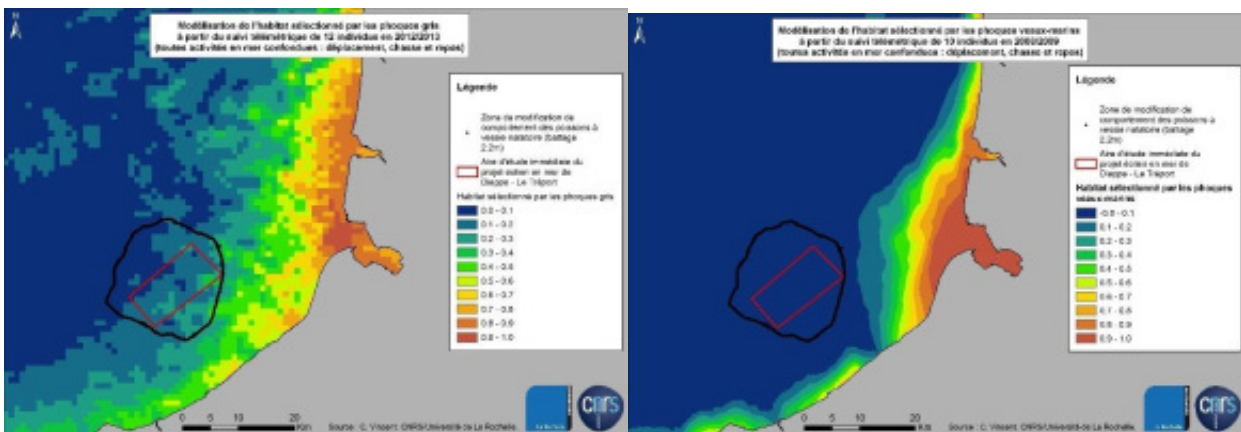 N
Modélisation de l'habitat sélectionné par les phoques gris
à partir du suivi télémétrique de 12 individus en 2012/2013
(toutes activités en mer confondues : déplacement, chasse et repos)
Légende
Zone de modification de
comportement des poissons à
vessie natatoire (battage
2.2m)
Aire d'étude immédiate du
projet éolien en mer de
Dieppe - Le Tréport
Habitat sélectionné par les phoques gris
0.0 - 0.1
0.1 - 0.2
0.2 - 0.3
0.3 - 0.4
0.4 - 0.5
0.5 - 0.6
0.6 - 0.7
0.7 - 0.8
0.8 - 0.9
0.9 - 1.0
0 5 10 20
Km
Source : C. Vincent, CNRS/Université de La Rochelle.
La Rochelle
cnrs
N
Modélisation de l'habitat sélectionné par les phoques veaux-marins
à partir du suivi télémétrique de 10 individus en 2008/2009
(toutes activités en mer confondues : déplacement, chasse et repos)
Légende
Zone de modification de
comportement des poissons à
vessie natatoire (battage
2.2m)
Aire d'étude immédiate du
projet éolien en mer de
Dieppe - Le Tréport
Habitat sélectionné par les phoques
veaux-marins
-0.0 - 0.1
0.1 - 0.2
0.2 - 0.3
0.3 - 0.4
0.4 - 0.5
0.5 - 0.6
0.6 - 0.7
0.7 - 0.8
0.8 - 0.9
0.9 - 1.0
0 5 10 20
Km
Source : C. Vincent, CNRS/Université de La Rochelle.
La Rochelle
cnrs